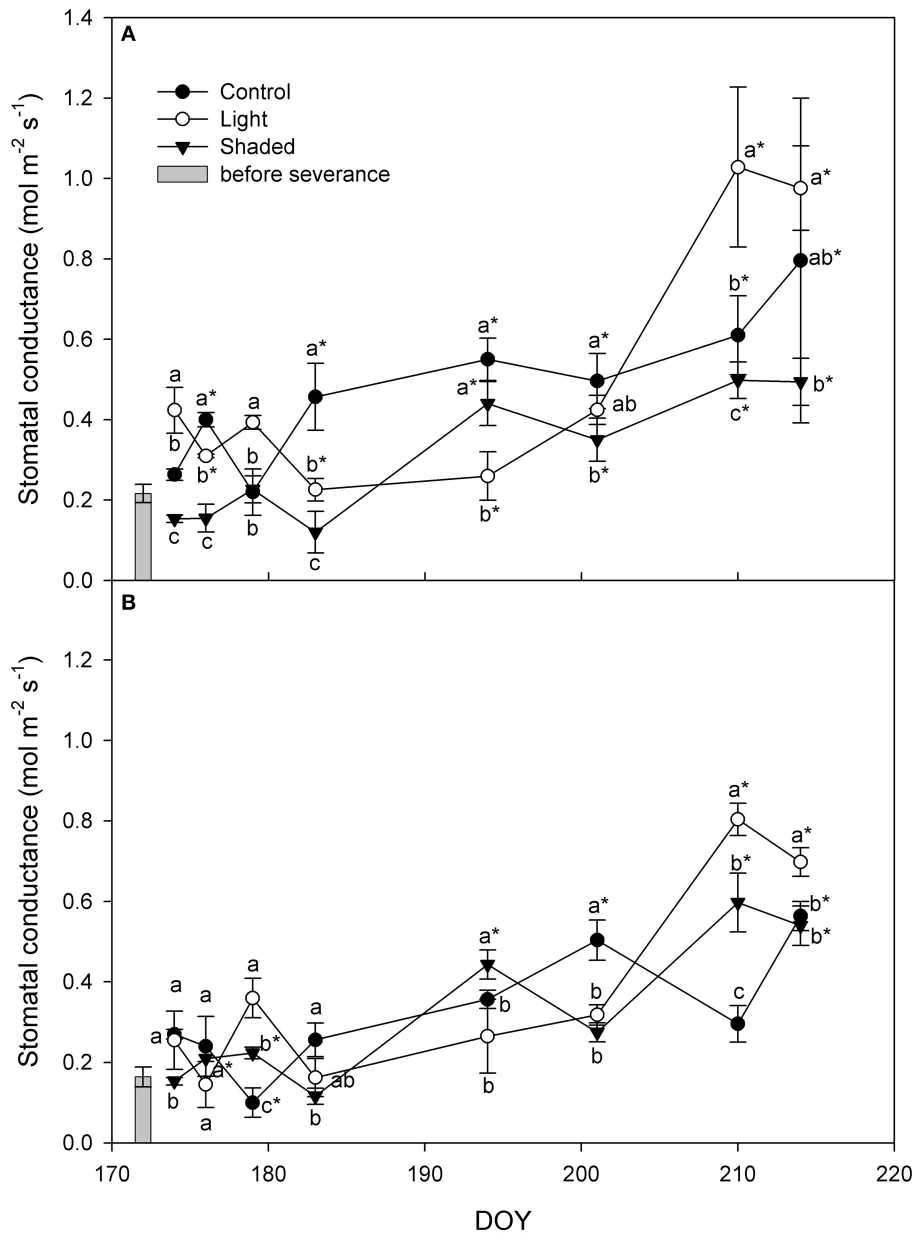 1.4
A
Control
Light
Shaded
before severance
1.2
1.0
0.8
0.6
0.4
0.2
0.0
Stomatal conductance (mol m⁻² s⁻¹)
a
b
c
a*
b*
c
a
b
b
a*
b*
c
a*
a*
b*
a*
ab
b*
a*
b*
c*
a*
ab*
b*
B
1.2
1.0
0.8
0.6
0.4
0.2
0.0
Stomatal conductance (mol m⁻² s⁻¹)
a
a
b
a
a*
a
a
b*
c*
a
ab
b
a*
b
b
a*
b
b
a*
b*
c
a*
b*
b*
170 180 190 200 210 220
DOY